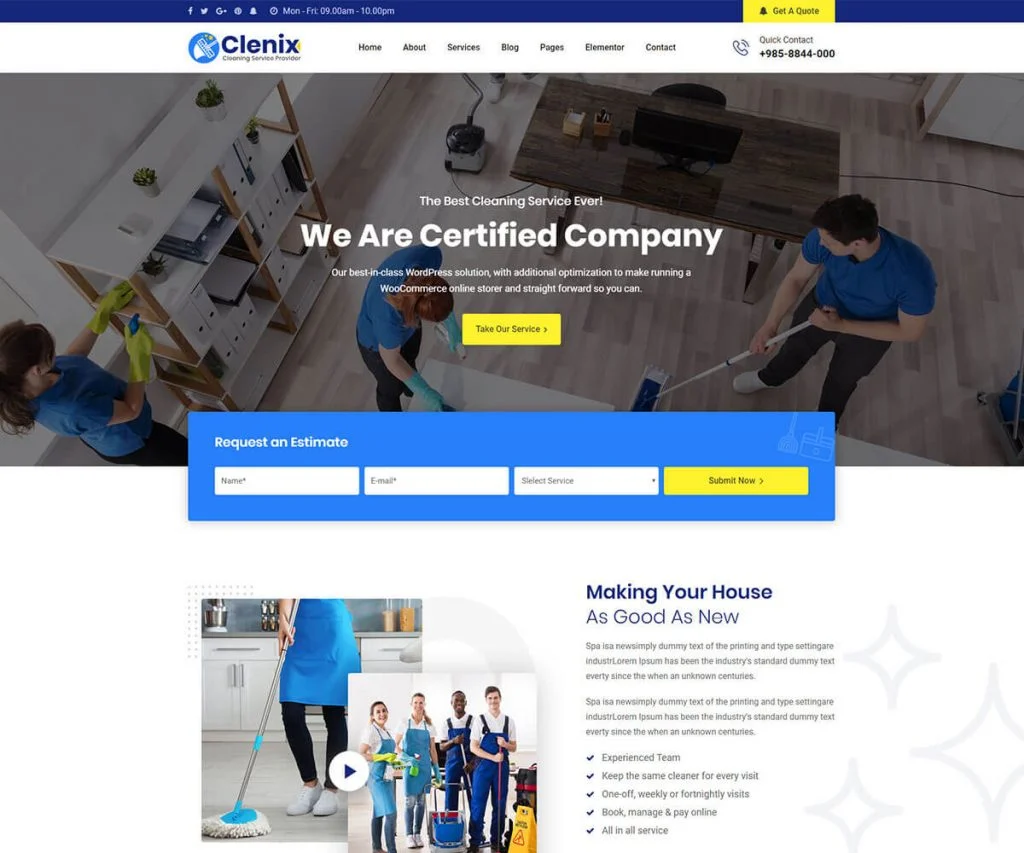 Mon - Fri: 09.00am - 10.00pm
Get A Quote
Clenix
Cleaning Service Provider
Home About Services Blog Pages Elementor Contact
Quick Contact
+985-8844-000
The Best Cleaning Service Ever!
We Are Certified Company
Our best-in-class WordPress solution, with additional optimization to make running a
WooCommerce online storer and straight forward so you can.
Take Our Service
Request an Estimate
Name*
E-mail*
Slelect Service
Submit Now
Making Your House
As Good As New
Spa isa newsimply dummy text of the printing and type settingare
industrLorem Ipsum has been the industry's standard dummy text
everty since the when an unknown centuries.
Spa isa newsimply dummy text of the printing and type settingare
industrLorem Ipsum has been the industry's standard dummy text
everty since the when an unknown centuries.
Experienced Team
Keep the same cleaner for every visit
One-off, weekly or fortnightly visits
Book, manage & pay online
All in all service